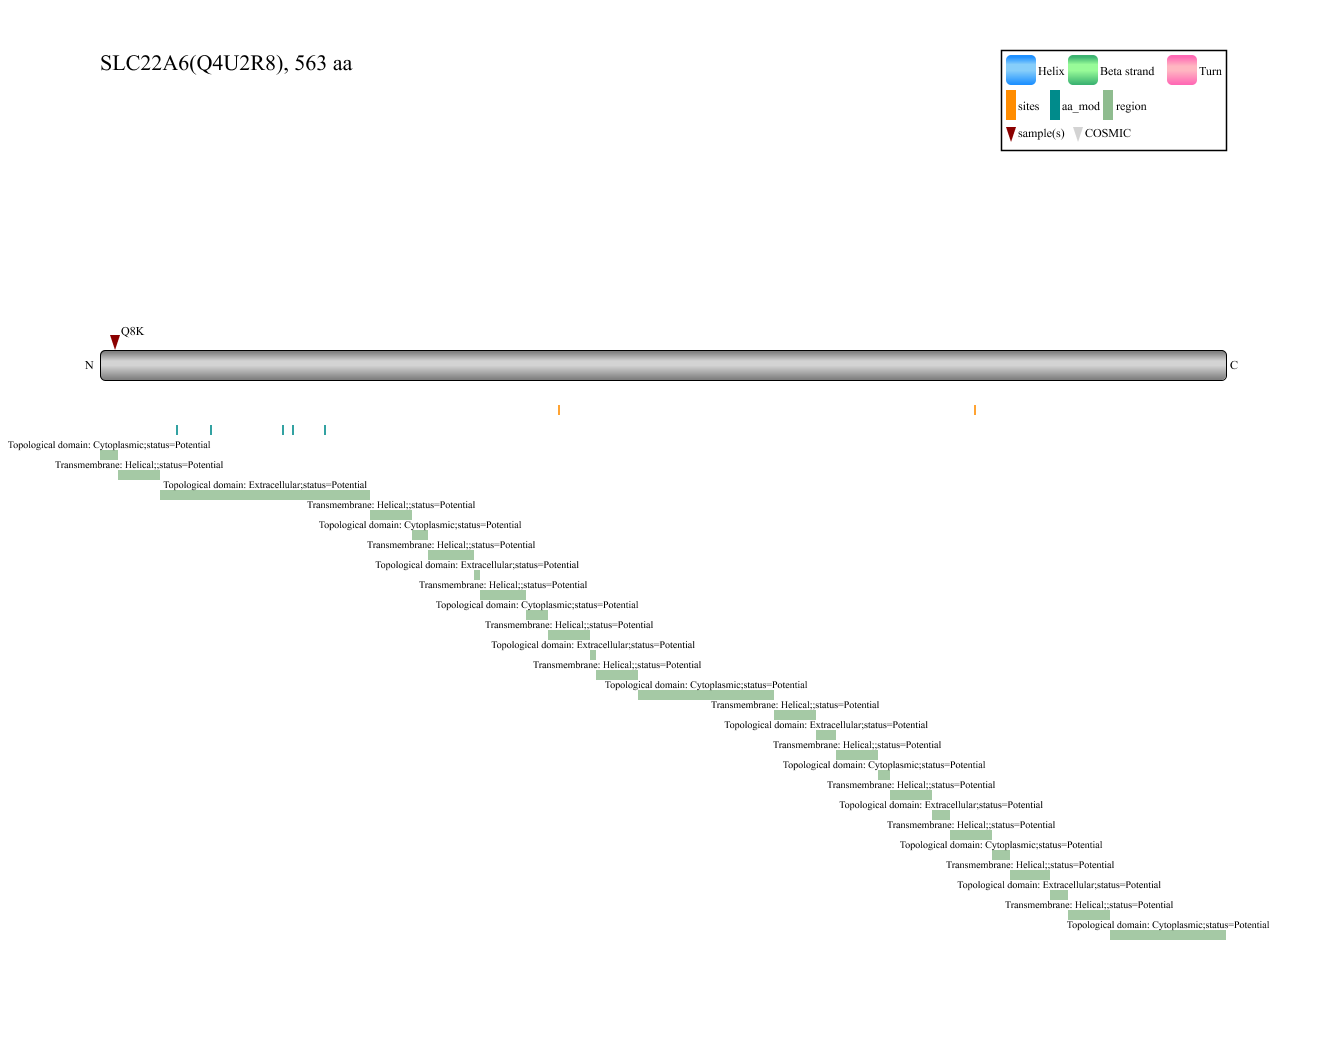 SLC22A6(Q4U2R8), 563 aa
Helix Beta strand Turn
sites aa_mod region
sample(s) COSMIC
Q8K
N C
Topological domain: Cytoplasmic;status=Potential
Transmembrane: Helical;;status=Potential
Topological domain: Extracellular;status=Potential
Transmembrane: Helical;;status=Potential
Topological domain: Cytoplasmic;status=Potential
Transmembrane: Helical;;status=Potential
Topological domain: Extracellular;status=Potential
Transmembrane: Helical;;status=Potential
Topological domain: Cytoplasmic;status=Potential
Transmembrane: Helical;;status=Potential
Topological domain: Extracellular;status=Potential
Transmembrane: Helical;;status=Potential
Topological domain: Cytoplasmic;status=Potential
Transmembrane: Helical;;status=Potential
Topological domain: Extracellular;status=Potential
Transmembrane: Helical;;status=Potential
Topological domain: Cytoplasmic;status=Potential
Transmembrane: Helical;;status=Potential
Topological domain: Extracellular;status=Potential
Transmembrane: Helical;;status=Potential
Topological domain: Cytoplasmic;status=Potential
Transmembrane: Helical;;status=Potential
Topological domain: Extracellular;status=Potential
Transmembrane: Helical;;status=Potential
Topological domain: Cytoplasmic;status=Potential